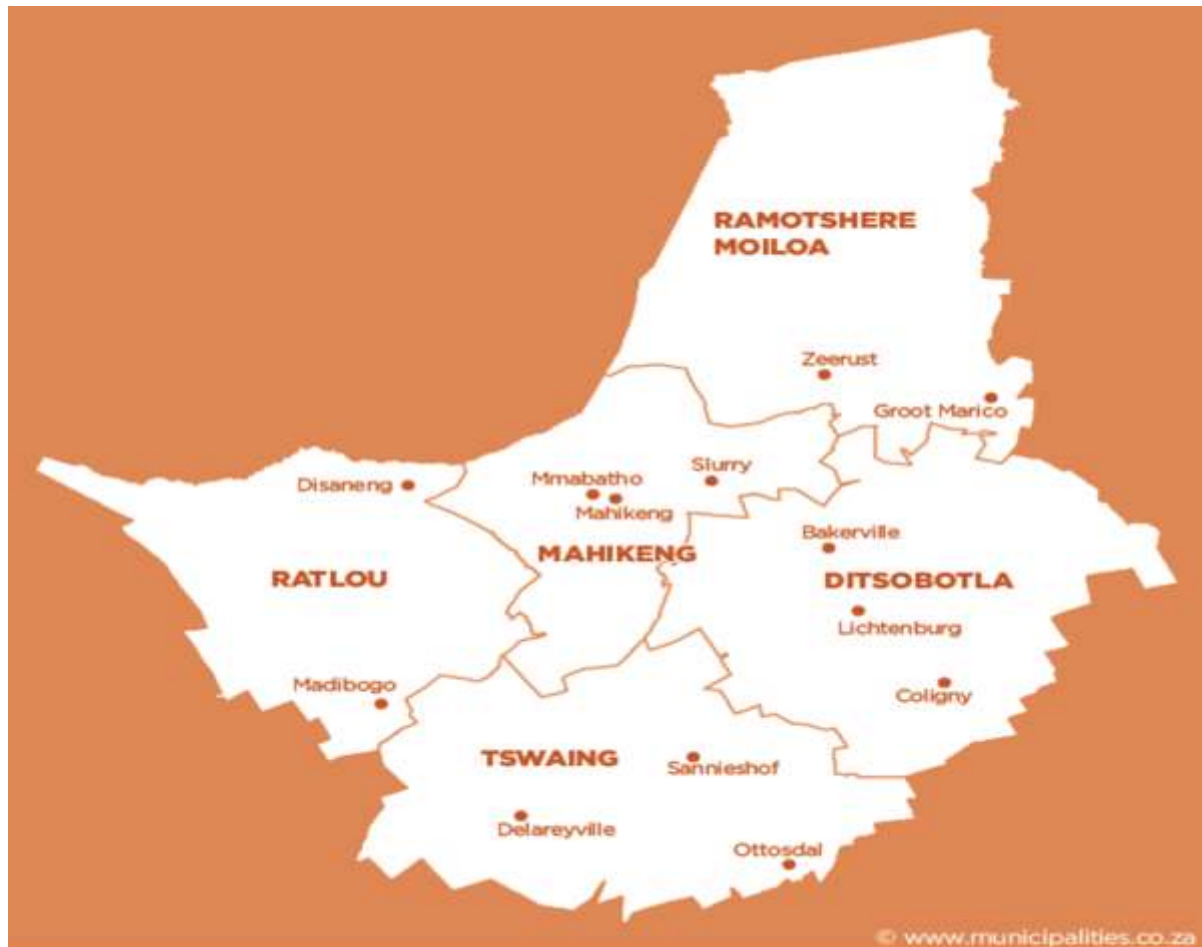 RAMOTSHERE
MOILOA
Zeerust
Groot Marico
Disaneng
Mmabatho
Slurry
Mahikeng
Bakerville
MAHIKENG
RATLOU
DITSOBOTLA
Lichtenburg
Madibogo
Coligny
TSWAING
Sannieshof
Delareyville
Ottosdal
© www.municipalities.co.za